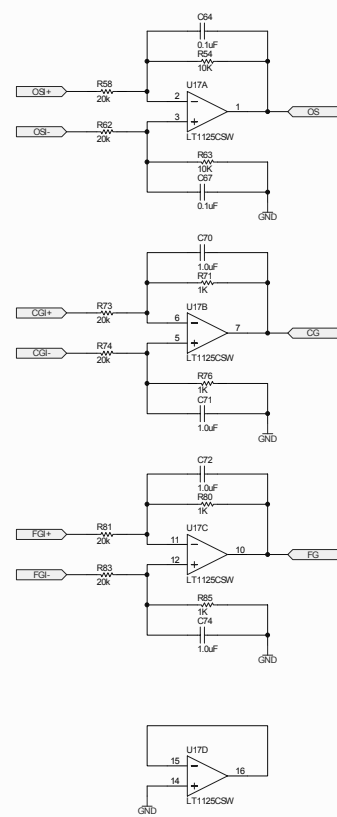 C64
0.1uF
R54
10K
OSI+
R58
20k
U17A
2
1
OS
OSI-
R62
20k
3
LT1125CSW
R63
10K
C67
0.1uF
GND
C70
1.0uF
R71
1K
CGI+
R73
20k
U17B
6
7
CG
CGI-
R74
20k
5
LT1125CSW
R76
1K
C71
1.0uF
GND
C72
1.0uF
R80
1K
FGI+
R81
20k
U17C
11
10
FG
FGI-
R83
20k
12
LT1125CSW
R85
1K
C74
1.0uF
GND
U17D
15
16
14
LT1125CSW
GND